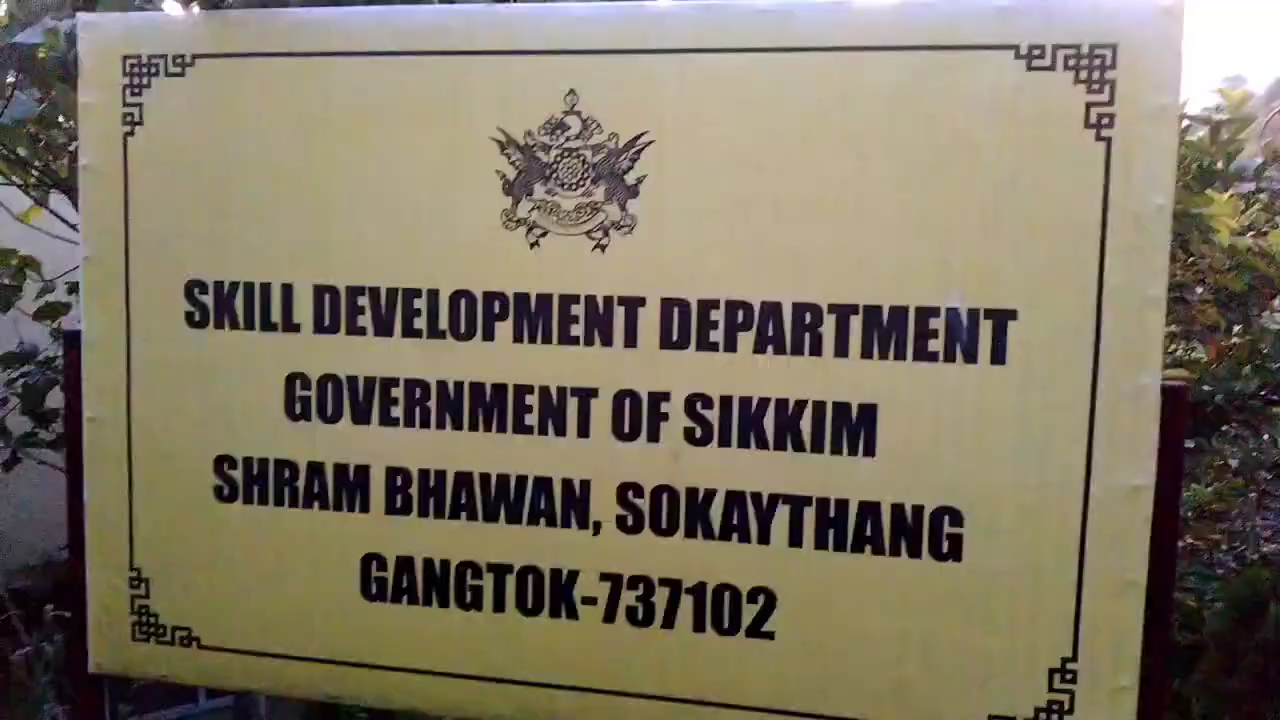 SKILL DEVELOPMENT DEPARTMENT
GOVERNMENT OF SIKKIM
SHRAM BHAWAN, SOKAYTHANG
GANGTOK-737102